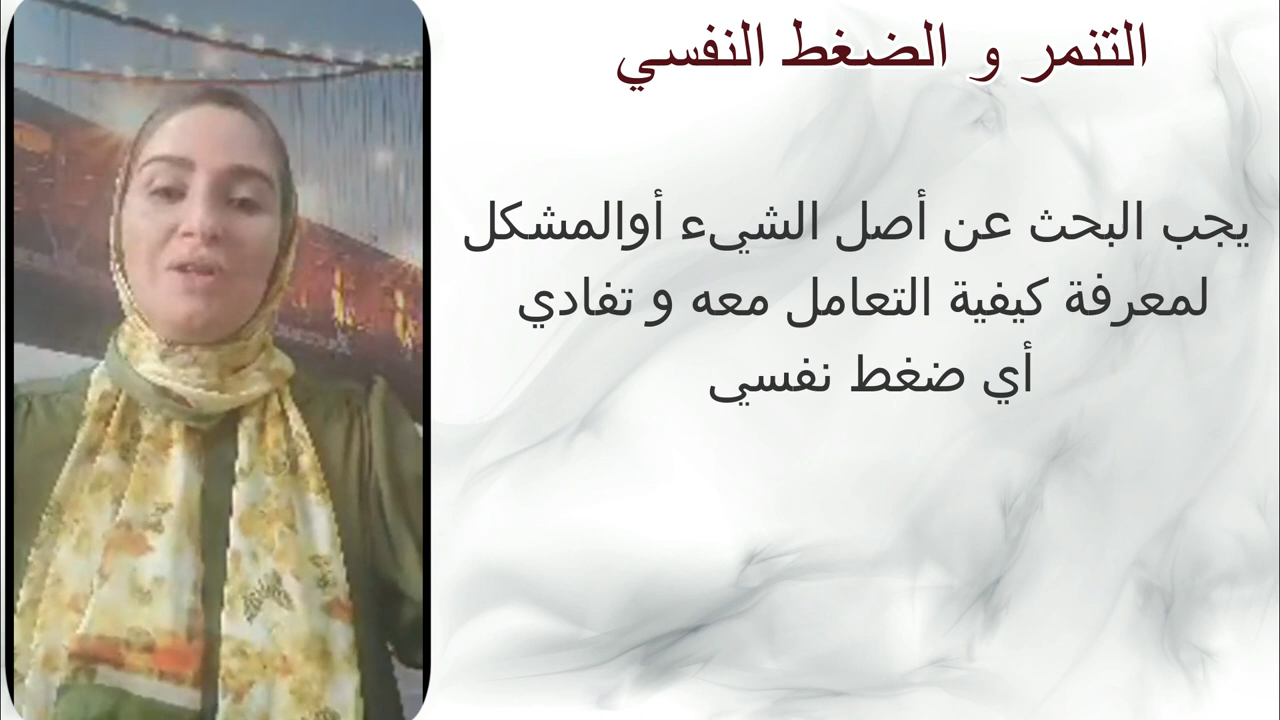 التنمر و الضغط النفسي
يجب البحث عن أصل الشيء أوالمشكل
لمعرفة كيفية التعامل معه و تفادي
أي ضغط نفسي